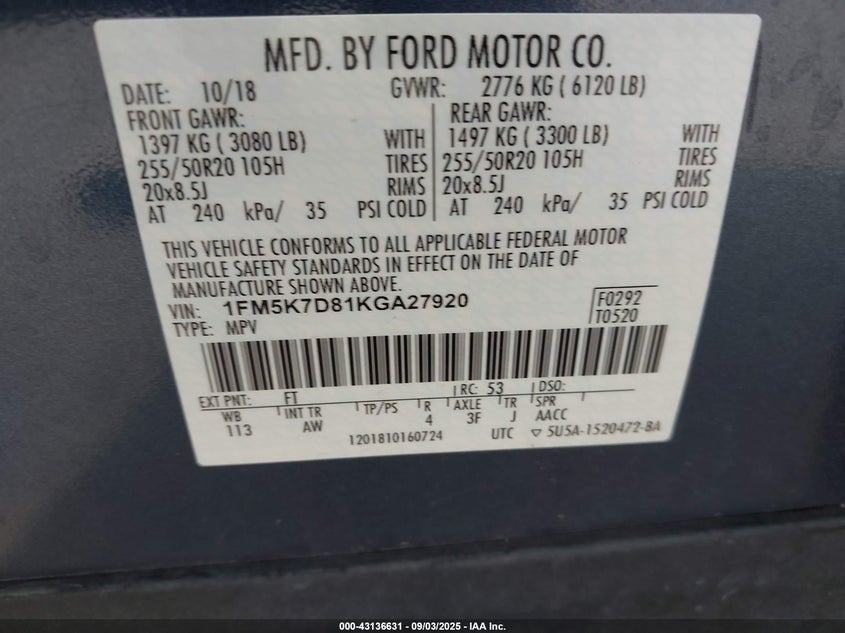 MFD. BY FORD MOTOR CO.
DATE: 10/18 GVWR: 2776 KG ( 6120 LB)
FRONT GAWR: REAR GAWR:
1397 KG ( 3080 LB) WITH 1497 KG ( 3300 LB) WITH
255/50R20 105H TIRES 255/50R20 105H TIRES
20x8.5J RIMS 20x8.5J RIMS
AT 240 kPa/ 35 PSI COLD AT 240 kPa/ 35 PSI COLD
THIS VEHICLE CONFORMS TO ALL APPLICABLE FEDERAL MOTOR
VEHICLE SAFETY STANDARDS IN EFFECT ON THE DATE OF
MANUFACTURE SHOWN ABOVE.
VIN: 1FM5K7D81KGA27920 F0292
TYPE: MPV T0520
EXT PNT: FT RC: 53 DSO:
WB INT TR TP/PS R AXLE TR SPR
113 AW 4 3F J AACC
1201810160724 UTC ▽ 5U5A-1520472-BA
000-43136631 - 09/03/2025 - IAA Inc.